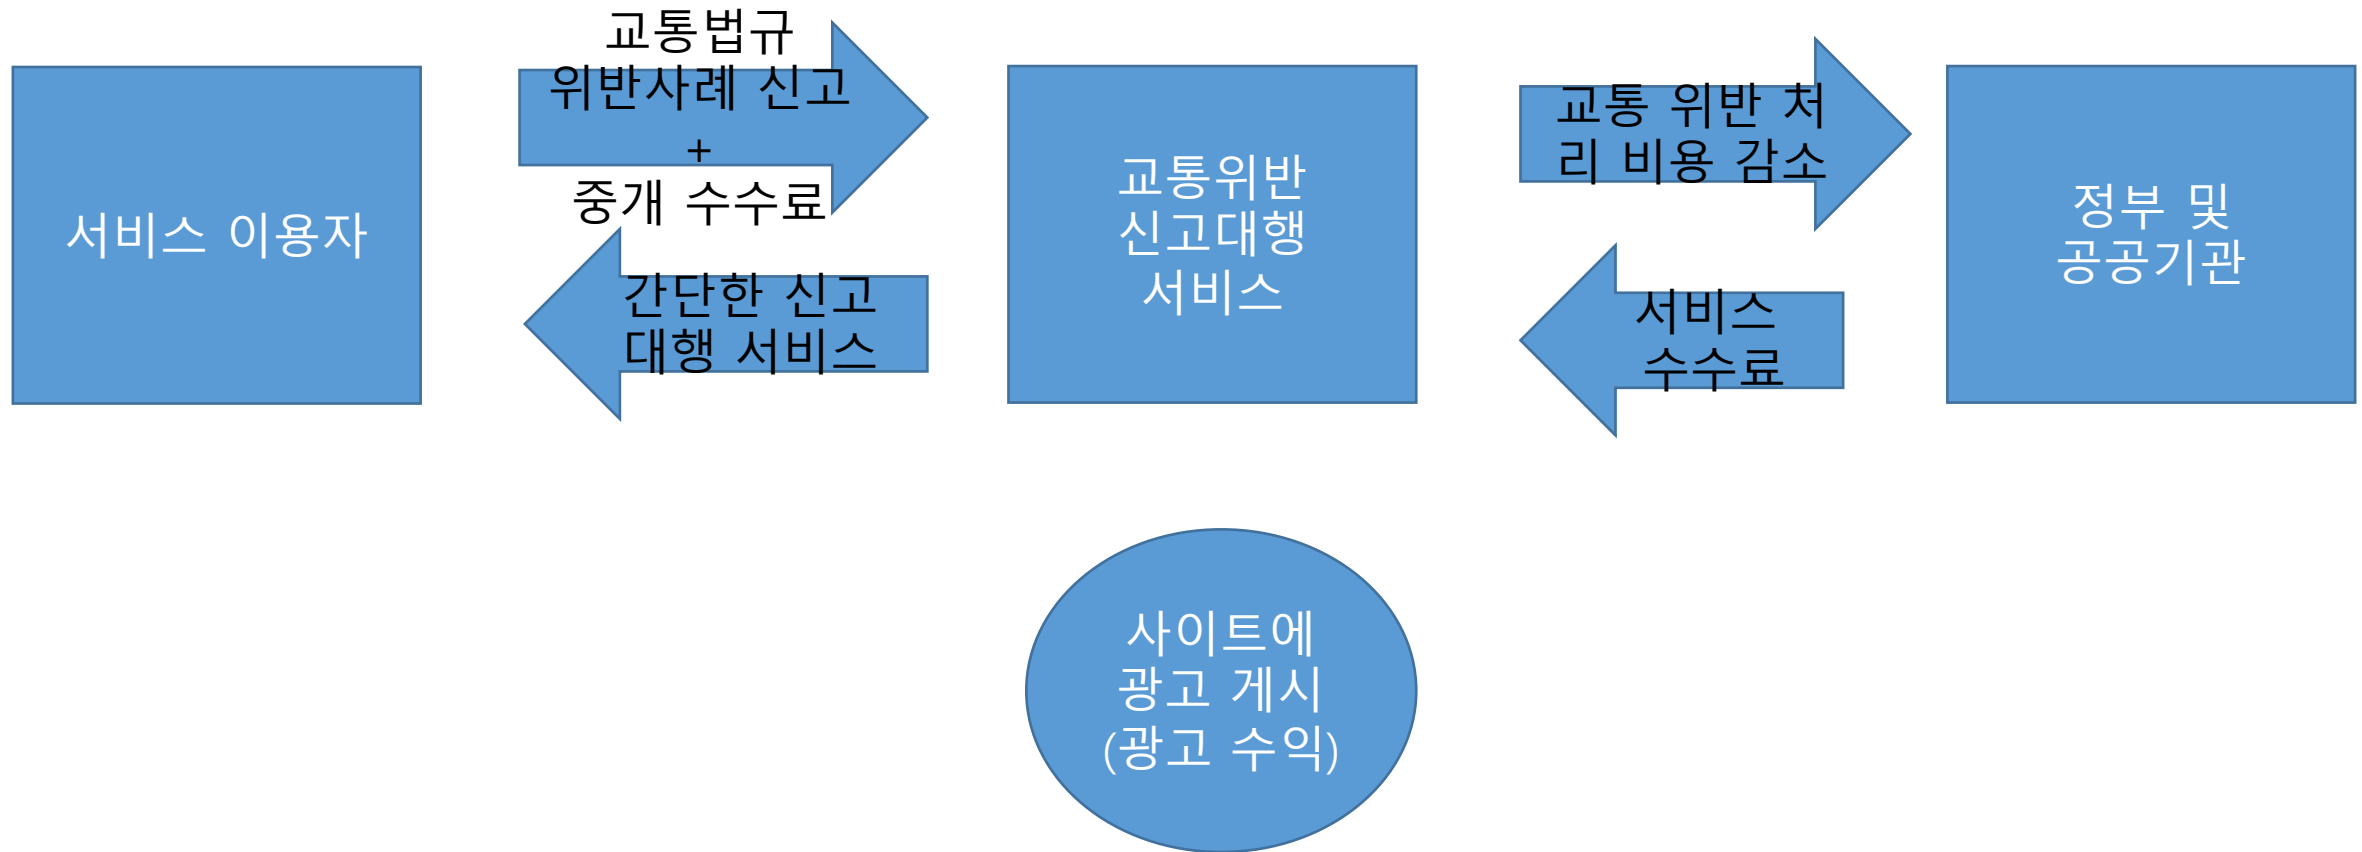 서비스 이용자
교통법규
위반사례 신고
+
중개 수수료
간단한 신고
대행 서비스
교통위반
신고대행
서비스
교통 위반 처
리 비용 감소
서비스
수수료
정부 및
공공기관
사이트에
광고 게시
(광고 수익)